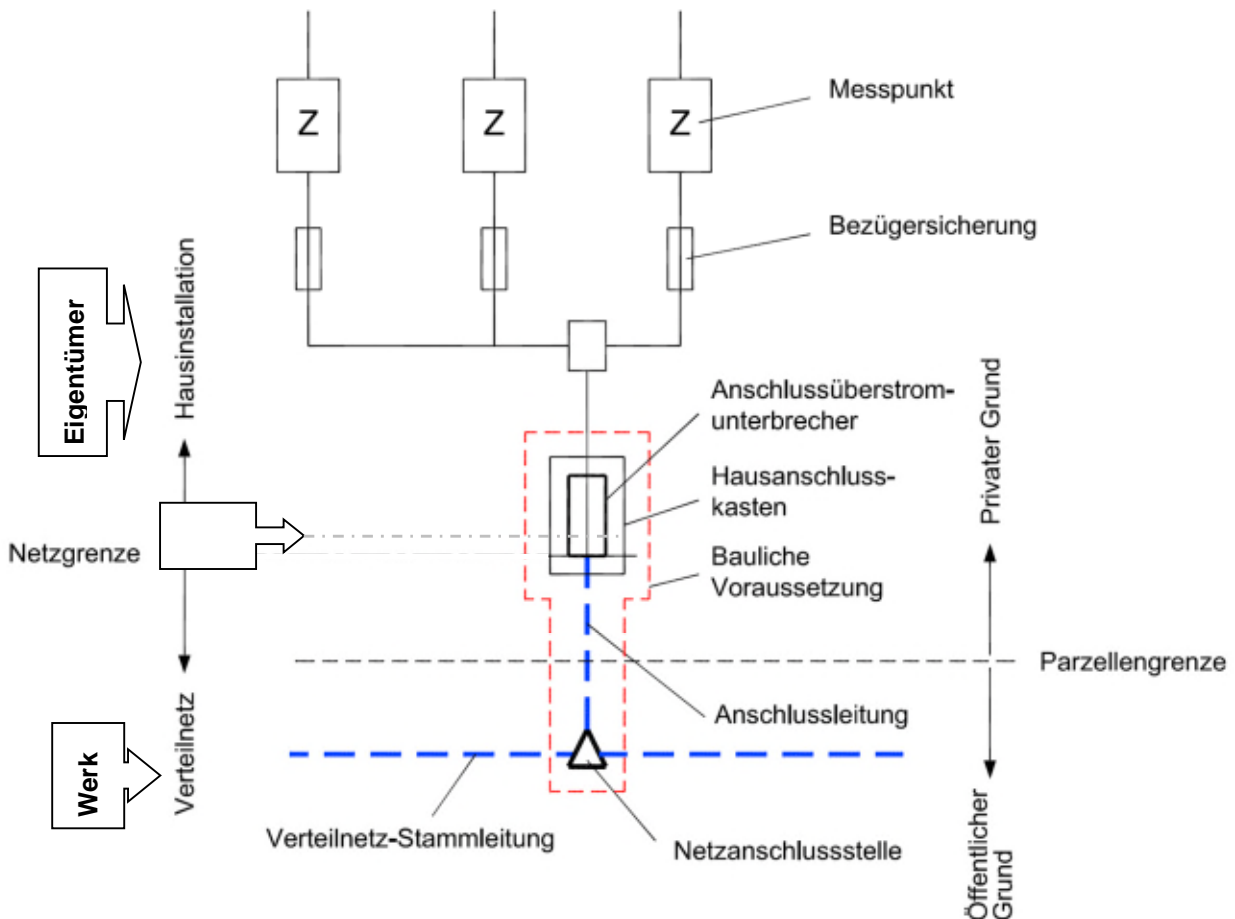 Z
Z
Z
Messpunkt
Bezügersicherung
Eigentümer
Hausinstallation
Anschlussüberstrom-
unterbrecher
Hausanschluss-
kasten
Privater Grund
Netzgrenze
Bauliche
Voraussetzung
Parzellengrenze
Anschlussleitung
Werk
Verteilnetz
Verteilnetz-Stammleitung
Netzanschlussstelle
Öffentlicher
Grund